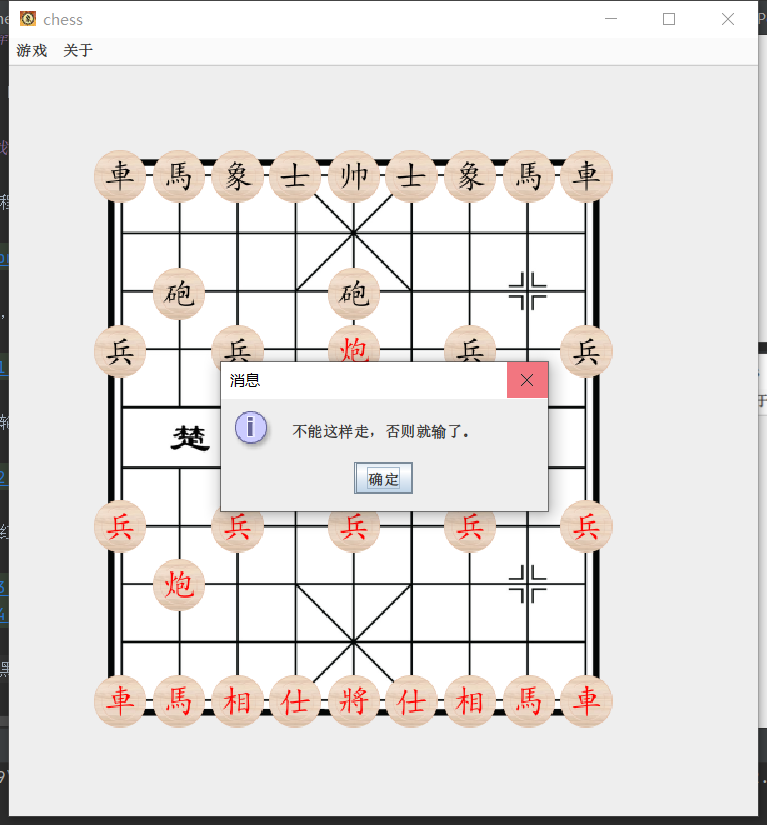 chess
游戏 关于
車 馬 象 士 帅 士 象 馬 車
砲 砲
兵 兵 炮 兵 兵
消息
不能这样走，否则就输了。
楚
确定
兵 兵 兵 兵 兵
炮
車 馬 相 仕 將 仕 相 馬 車